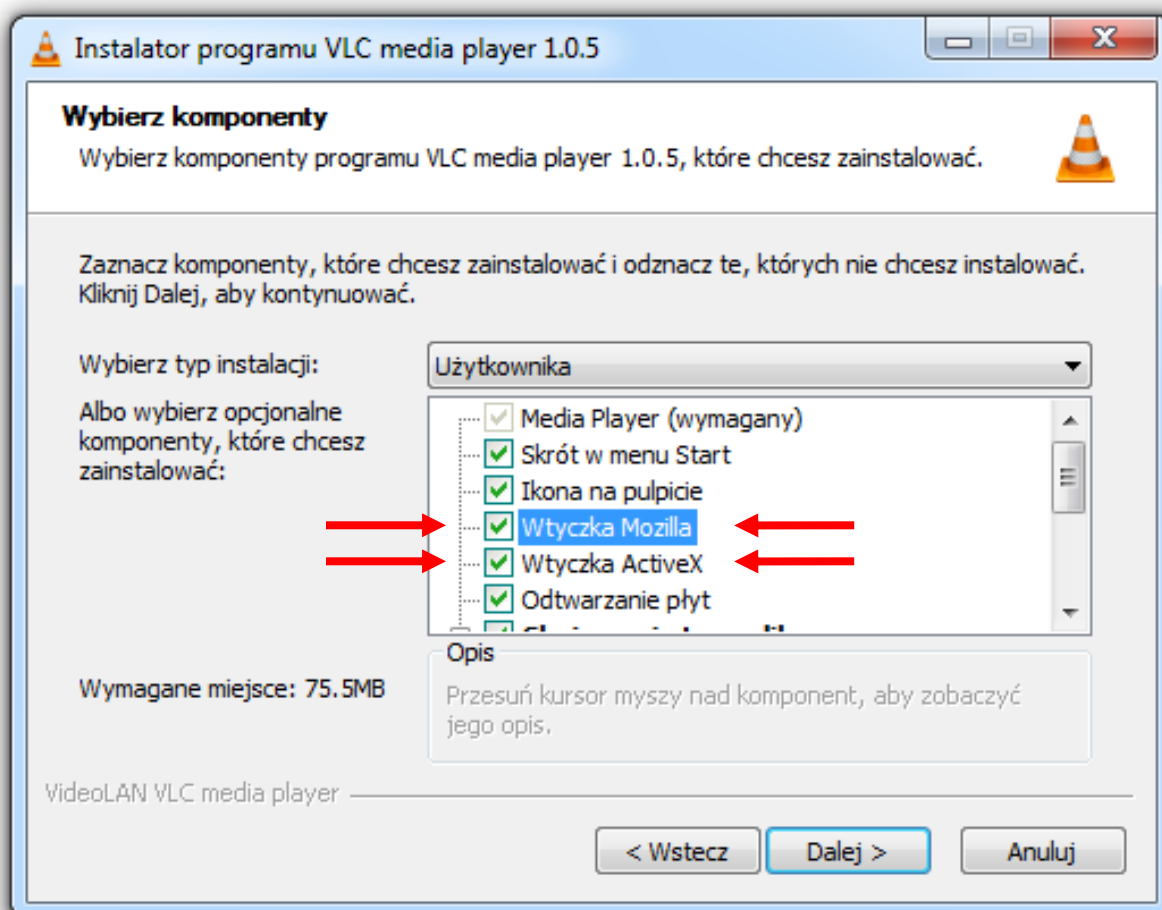 Instalator programu VLC media player 1.0.5
Wybierz komponenty
Wybierz komponenty programu VLC media player 1.0.5, które chcesz zainstalować.
Zaznacz komponenty, które chcesz zainstalować i odznacz te, których nie chcesz instalować.
Kliknij Dalej, aby kontynuować.
Wybierz typ instalacji:
Użytkownika
Albo wybierz opcjonalne
komponenty, które chcesz
zainstalować:
Media Player (wymagany)
Skrót w menu Start
Ikona na pulpicie
Wtyczka Mozilla
Wtyczka ActiveX
Odtwarzanie płyt
Wymagane miejsce: 75.5MB
Opis
Przesuń kursor myszy nad komponent, aby zobaczyć
jego opis.
VideoLAN VLC media player
< Wstecz
Dalej >
Anuluj